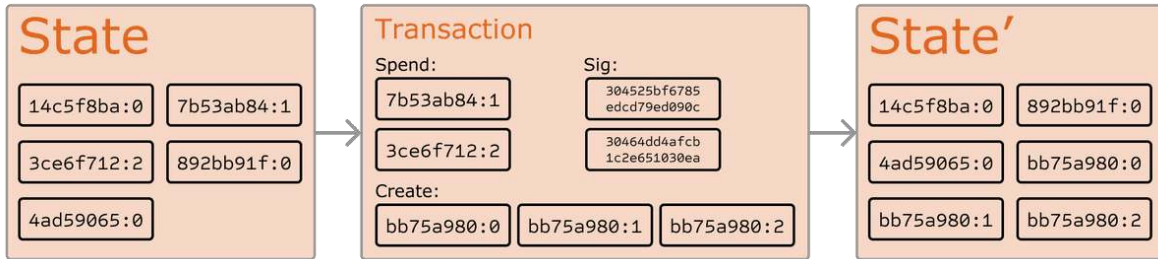 State
14c5f8ba:0 7b53ab84:1
3ce6f712:2 892bb91f:0
4ad59065:0
Transaction
Spend: Sig:
7b53ab84:1
304525bf6785
edcd79ed090c
3ce6f712:2
30464dd4afcb
1c2e651030ea
Create:
bb75a980:0 bb75a980:1 bb75a980:2
State’
14c5f8ba:0 892bb91f:0
4ad59065:0 bb75a980:0
bb75a980:1 bb75a980:2